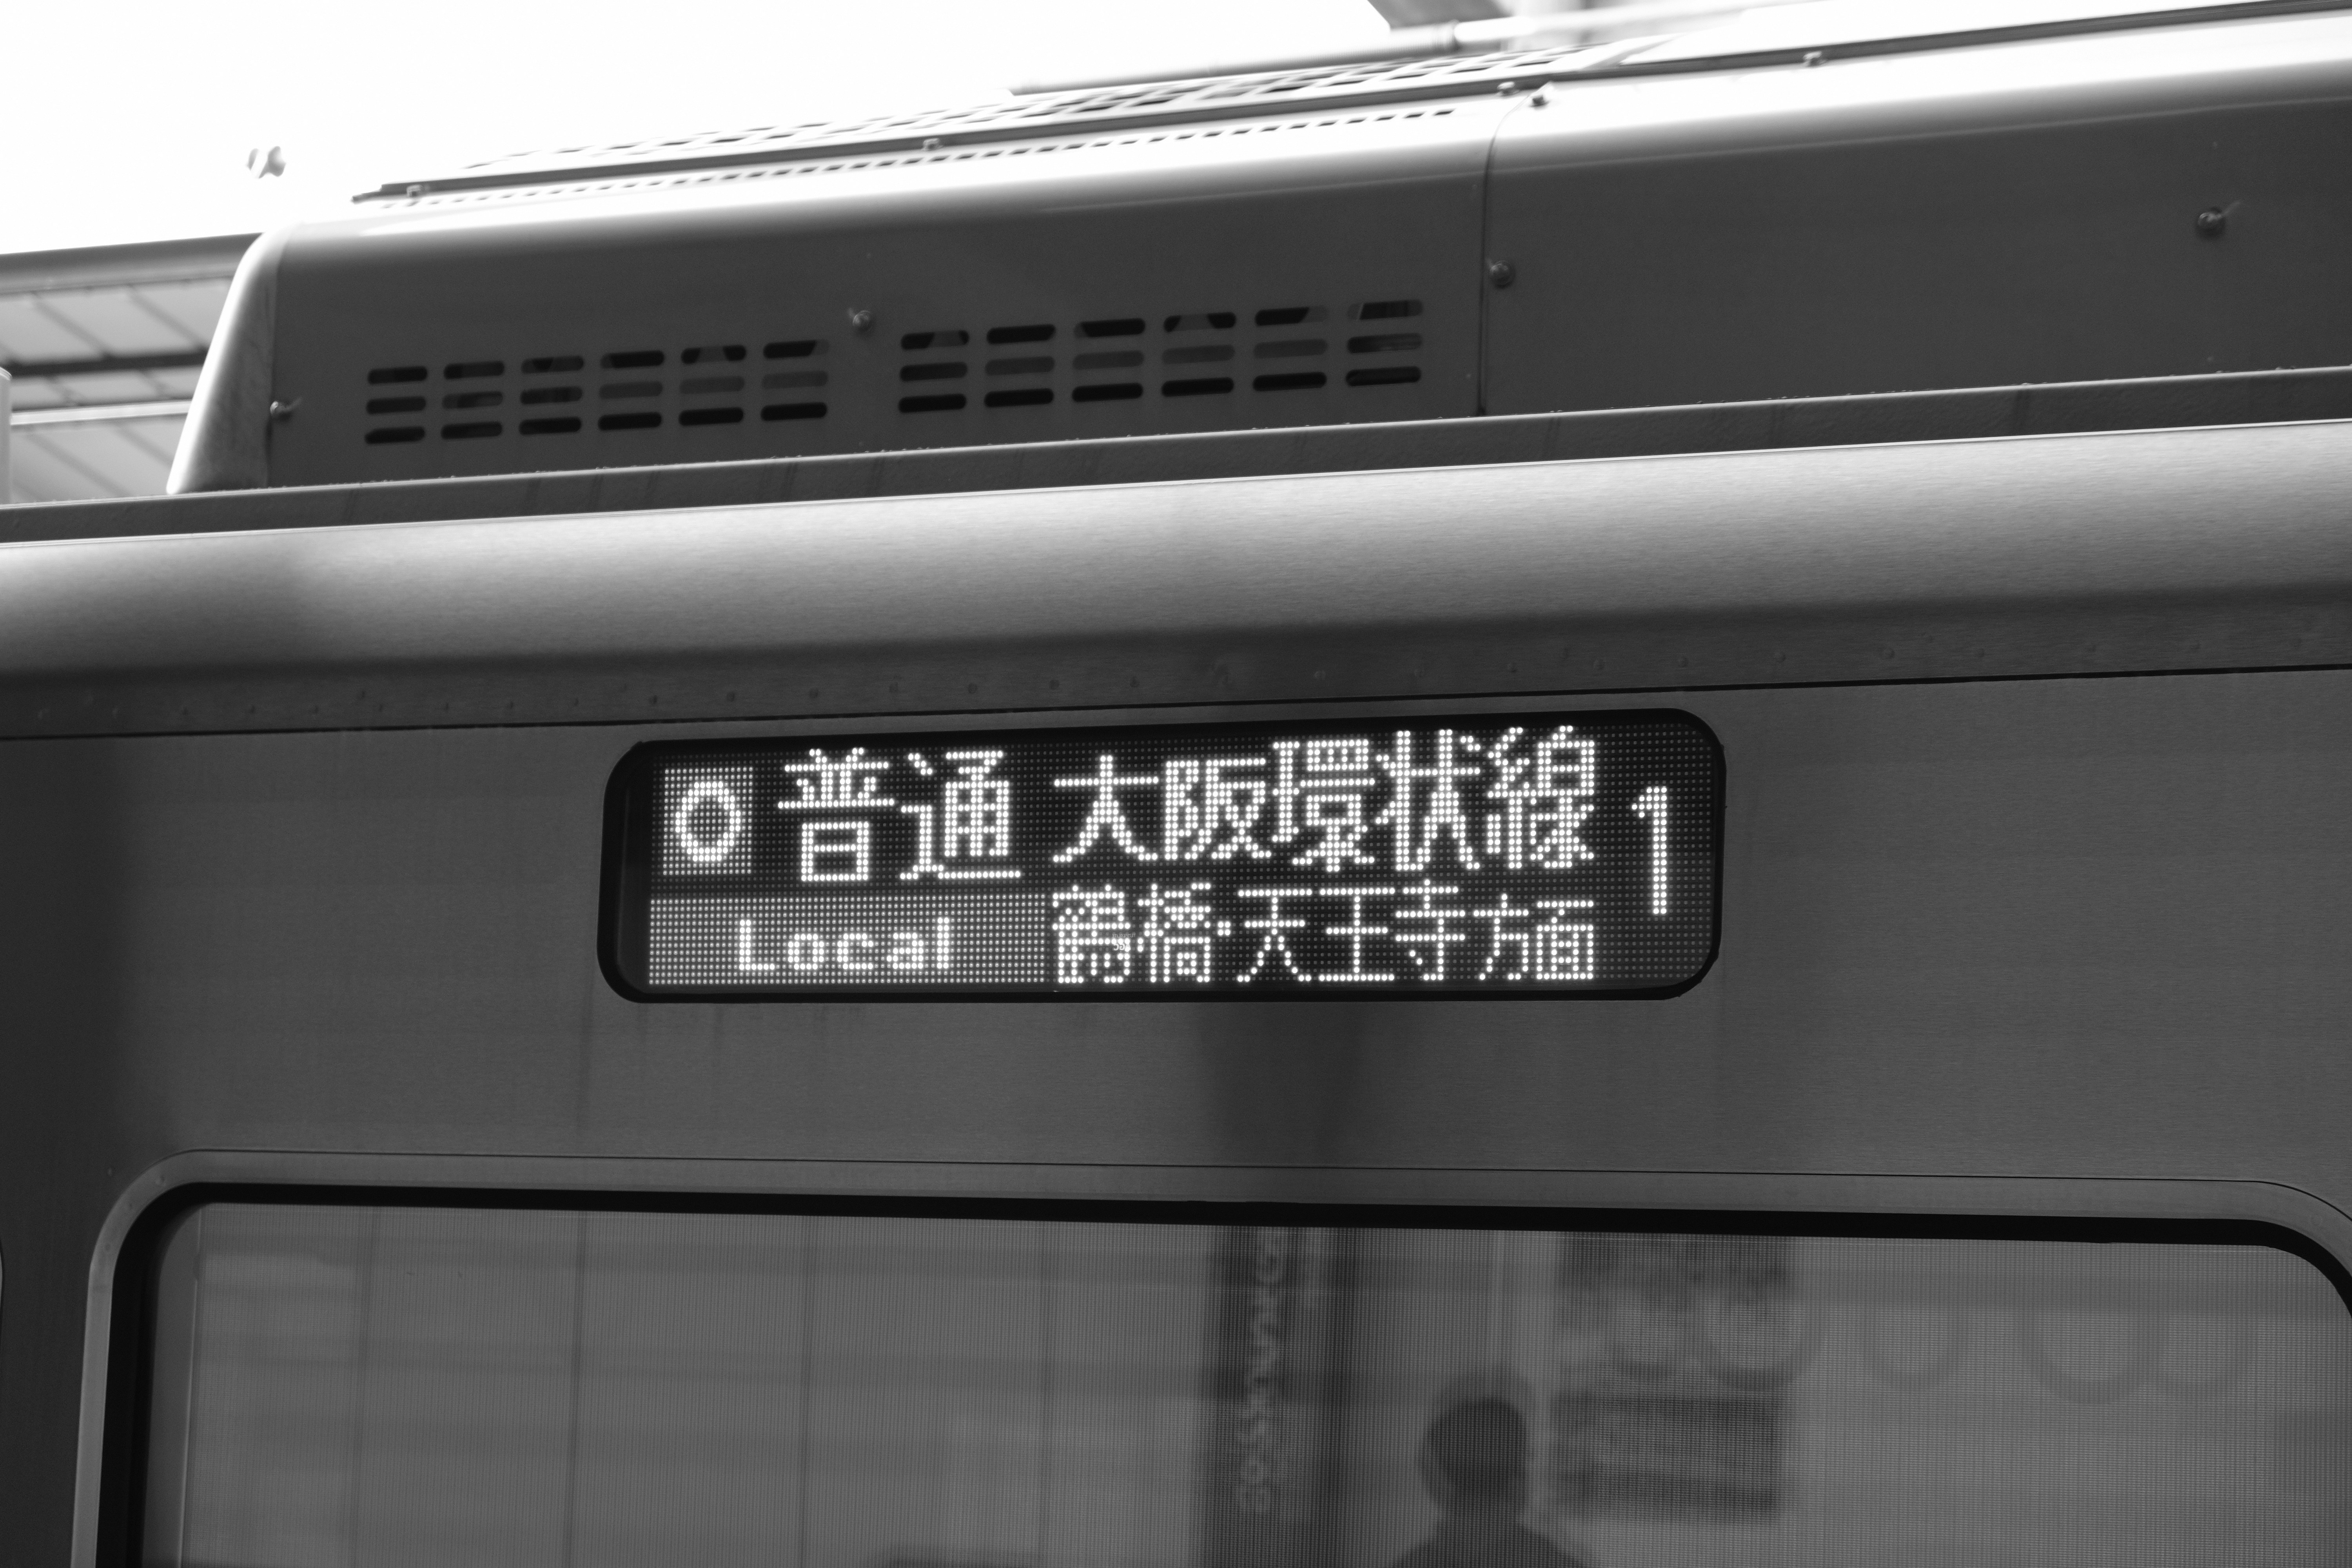 O 普通 大阪環状線 1
Local 鶴橋・天王寺方面